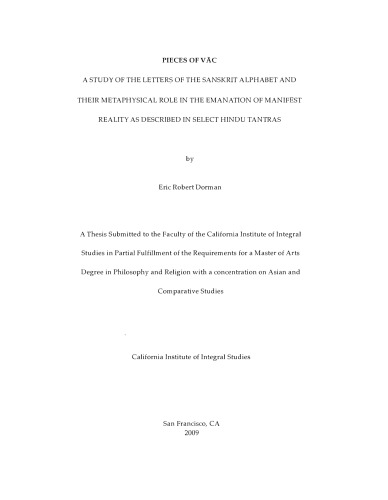 PIECES OF VĀC
A STUDY OF THE LETTERS OF THE SANSKRIT ALPHABET AND
THEIR METAPHYSICAL ROLE IN THE EMANATION OF MANIFEST
REALITY AS DESCRIBED IN SELECT HINDU TANTRAS
by
Eric Robert Dorman
A Thesis Submitted to the Faculty of the California Institute of Integral
Studies in Partial Fulfillment of the Requirements for a Master of Arts
Degree in Philosophy and Religion with a concentration on Asian and
Comparative Studies
California Institute of Integral Studies
San Francisco, CA
2009